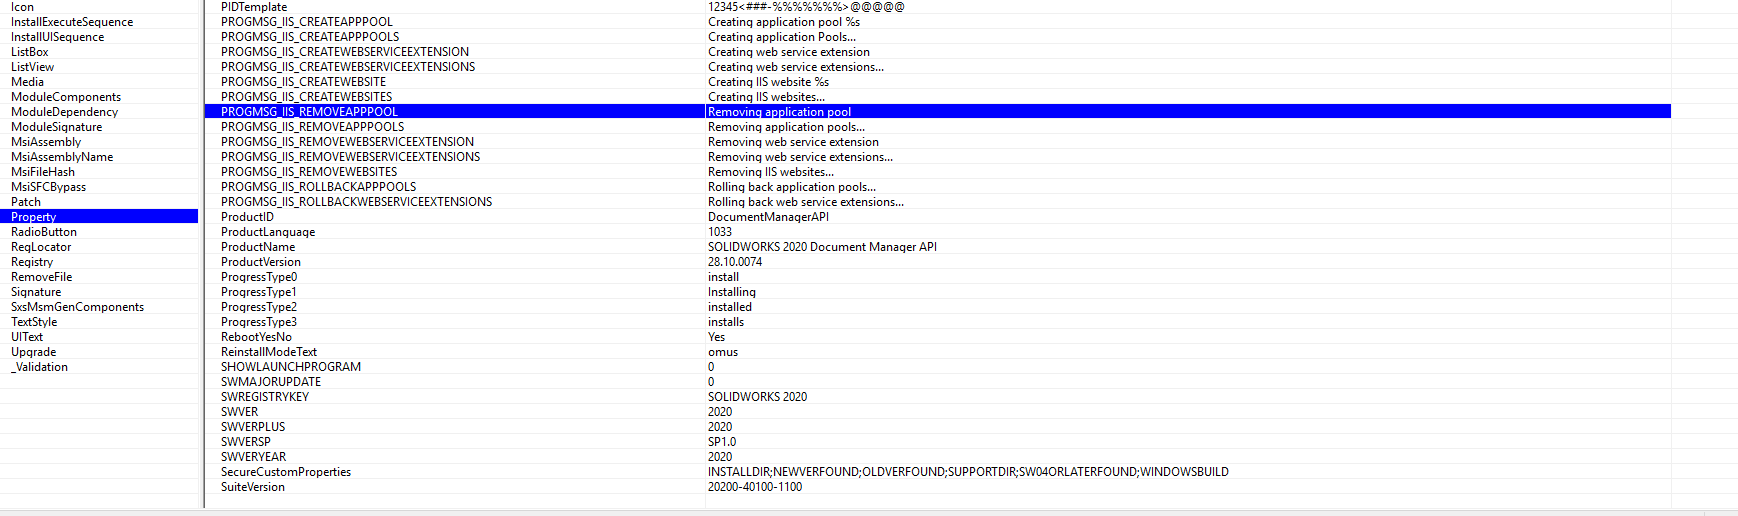 Icon PIDTemplate 12345<###-%%%%%%%>@@@@@
InstallExecuteSequence PROGMSG_IIS_CREATEAPPPOOL Creating application pool %s
InstallUISequence PROGMSG_IIS_CREATEAPPPOOLS Creating application Pools...
ListBox PROGMSG_IIS_CREATEWEBSERVICEEXTENSION Creating web service extension
ListView PROGMSG_IIS_CREATEWEBSERVICEEXTENSIONS Creating web service extensions...
Media PROGMSG_IIS_CREATEWEBSITE Creating IIS website %s
ModuleComponents PROGMSG_IIS_CREATEWEBSITES Creating IIS websites...
ModuleDependency PROGMSG_IIS_REMOVEAPPPOOL Removing application pool
ModuleSignature PROGMSG_IIS_REMOVEAPPPOOLS Removing application pools...
MsiAssembly PROGMSG_IIS_REMOVEWEBSERVICEEXTENSION Removing web service extension
MsiAssemblyName PROGMSG_IIS_REMOVEWEBSERVICEEXTENSIONS Removing web service extensions...
MsiFileHash PROGMSG_IIS_REMOVEWEBSITES Removing IIS websites...
MsiSFCBypass PROGMSG_IIS_ROLLBACKAPPPOOLS Rolling back application pools...
Patch PROGMSG_IIS_ROLLBACKWEBSERVICEEXTENSIONS Rolling back web service extensions...
Property ProductID DocumentManagerAPI
RadioButton ProductLanguage 1033
RegLocator ProductName SOLIDWORKS 2020 Document Manager API
Registry ProductVersion 28.10.0074
RemoveFile ProgressType0 install
Signature ProgressType1 Installing
SxsMsmGenComponents ProgressType2 installed
TextStyle ProgressType3 installs
UIText RebootYesNo Yes
Upgrade ReinstallModeText omus
_Validation SHOWLAUNCHPROGRAM 0
SWMAJORUPDATE 0
SWREGISTRYKEY SOLIDWORKS 2020
SWVER 2020
SWVERPLUS 2020
SWVERSP SP1.0
SWVERYEAR 2020
SecureCustomProperties INSTALLDIR;NEWVERFOUND;OLDVERFOUND;SUPPORTDIR;SW04ORLATERFOUND;WINDOWSBUILD
SuiteVersion 20200-40100-1100